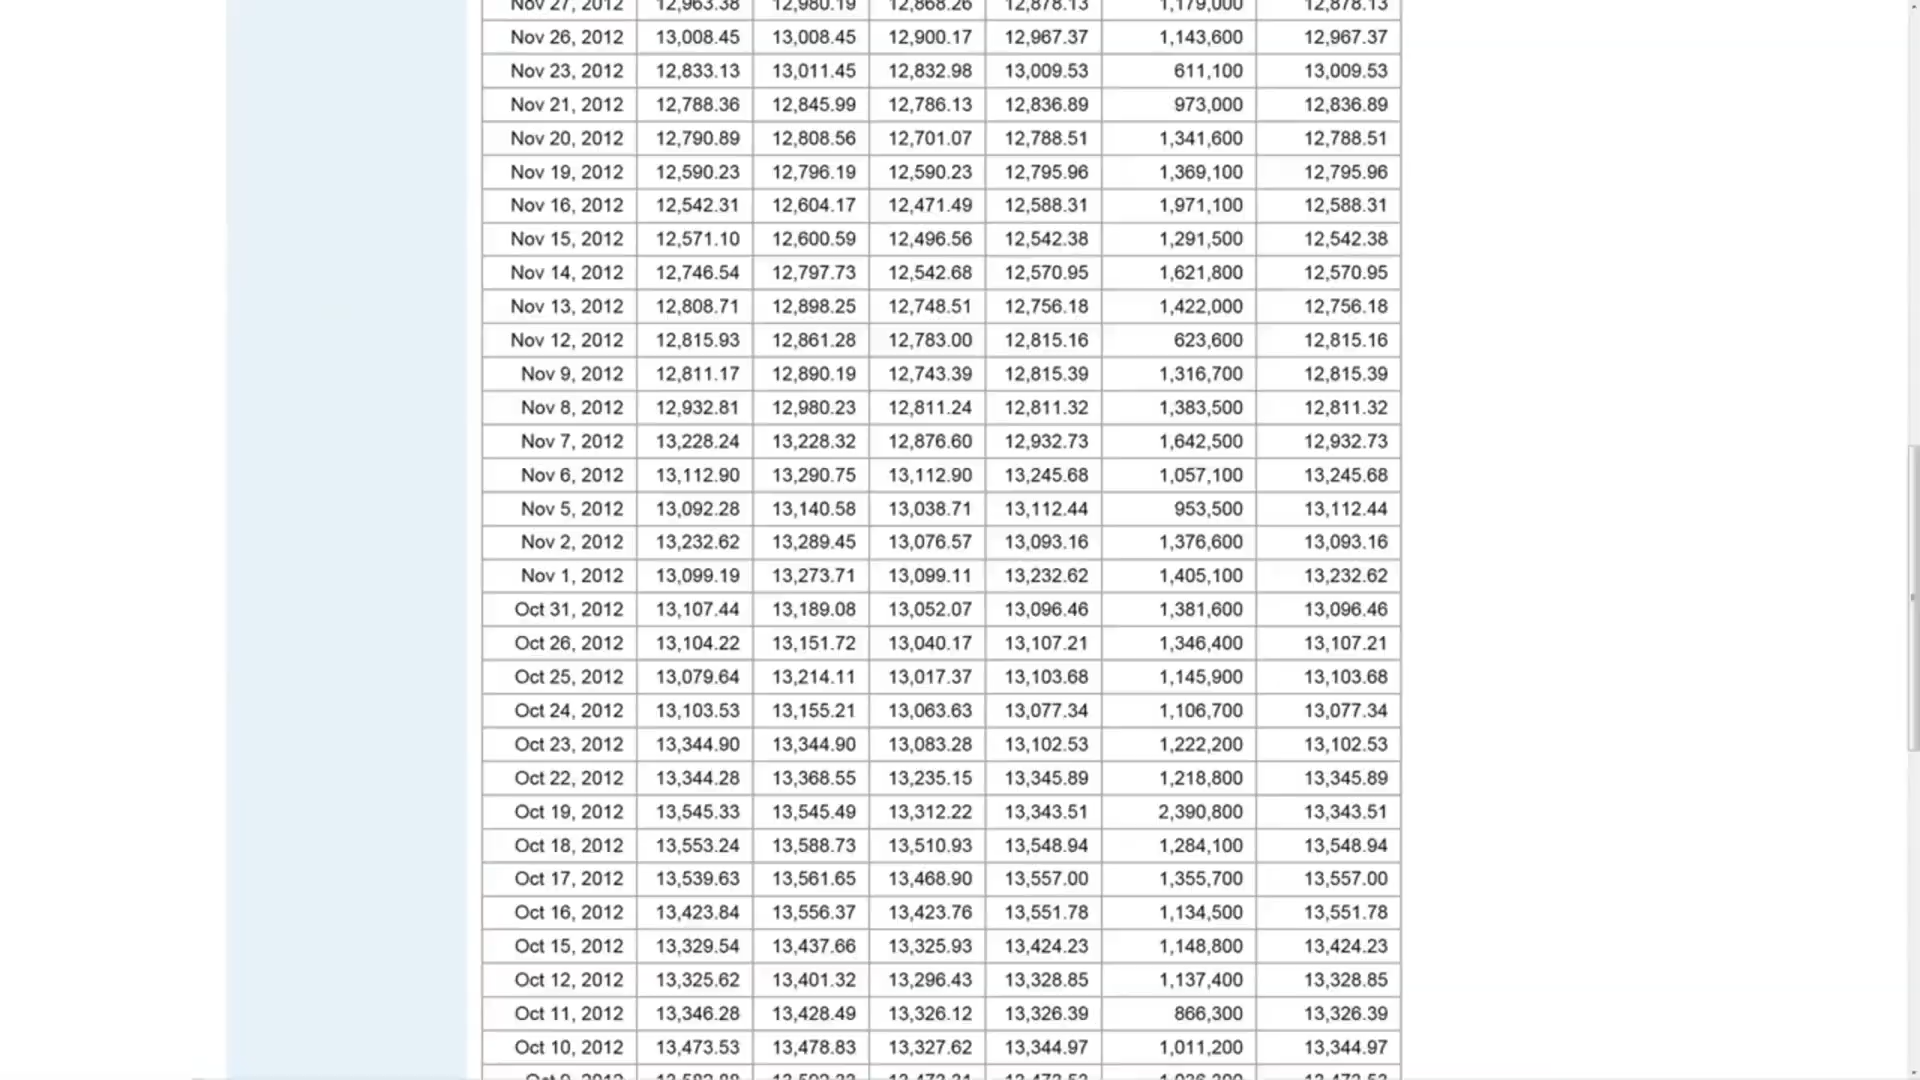 Nov 27, 2012 12,963.38 12,980.19 12,868.26 12,878.13 1,179,000 12,878.13
Nov 26, 2012 13,008.45 13,008.45 12,900.17 12,967.37 1,143,600 12,967.37
Nov 23, 2012 12,833.13 13,011.45 12,832.98 13,009.53 611,100 13,009.53
Nov 21, 2012 12,788.36 12,845.99 12,786.13 12,836.89 973,000 12,836.89
Nov 20, 2012 12,790.89 12,808.56 12,701.07 12,788.51 1,341,600 12,788.51
Nov 19, 2012 12,590.23 12,796.19 12,590.23 12,795.96 1,369,100 12,795.96
Nov 16, 2012 12,542.31 12,604.17 12,471.49 12,588.31 1,971,100 12,588.31
Nov 15, 2012 12,571.10 12,600.59 12,496.56 12,542.38 1,291,500 12,542.38
Nov 14, 2012 12,746.54 12,797.73 12,542.68 12,570.95 1,621,800 12,570.95
Nov 13, 2012 12,808.71 12,898.25 12,748.51 12,756.18 1,422,000 12,756.18
Nov 12, 2012 12,815.93 12,861.28 12,783.00 12,815.16 623,600 12,815.16
Nov 9, 2012 12,811.17 12,890.19 12,743.39 12,815.39 1,316,700 12,815.39
Nov 8, 2012 12,932.81 12,980.23 12,811.24 12,811.32 1,383,500 12,811.32
Nov 7, 2012 13,228.24 13,228.32 12,876.60 12,932.73 1,642,500 12,932.73
Nov 6, 2012 13,112.90 13,290.75 13,112.90 13,245.68 1,057,100 13,245.68
Nov 5, 2012 13,092.28 13,140.58 13,038.71 13,112.44 953,500 13,112.44
Nov 2, 2012 13,232.62 13,289.45 13,076.57 13,093.16 1,376,600 13,093.16
Nov 1, 2012 13,099.19 13,273.71 13,099.11 13,232.62 1,405,100 13,232.62
Oct 31, 2012 13,107.44 13,189.08 13,052.07 13,096.46 1,381,600 13,096.46
Oct 26, 2012 13,104.22 13,151.72 13,040.17 13,107.21 1,346,400 13,107.21
Oct 25, 2012 13,079.64 13,214.11 13,017.37 13,103.68 1,145,900 13,103.68
Oct 24, 2012 13,103.53 13,155.21 13,063.63 13,077.34 1,106,700 13,077.34
Oct 23, 2012 13,344.90 13,344.90 13,083.28 13,102.53 1,222,200 13,102.53
Oct 22, 2012 13,344.28 13,368.55 13,235.15 13,345.89 1,218,800 13,345.89
Oct 19, 2012 13,545.33 13,545.49 13,312.22 13,343.51 2,390,800 13,343.51
Oct 18, 2012 13,553.24 13,588.73 13,510.93 13,548.94 1,284,100 13,548.94
Oct 17, 2012 13,539.63 13,561.65 13,468.90 13,557.00 1,355,700 13,557.00
Oct 16, 2012 13,423.84 13,556.37 13,423.76 13,551.78 1,134,500 13,551.78
Oct 15, 2012 13,329.54 13,437.66 13,325.93 13,424.23 1,148,800 13,424.23
Oct 12, 2012 13,325.62 13,401.32 13,296.43 13,328.85 1,137,400 13,328.85
Oct 11, 2012 13,346.28 13,428.49 13,326.12 13,326.39 866,300 13,326.39
Oct 10, 2012 13,473.53 13,478.83 13,327.62 13,344.97 1,011,200 13,344.97